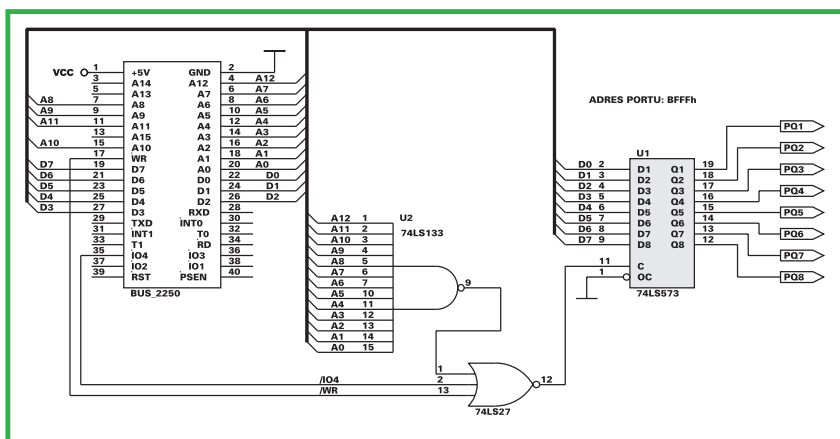 VCC 1 +5V GND 2
3 A14 A12 4 A12
5 A13 A7 6 A7
A8 7 A8 A6 8 A6
A9 9 A9 A5 10 A5
A11 11 A11 A4 12 A4
13 A15 A3 14 A3
A10 15 A10 A2 16 A2
17 WR A1 18 A1
D7 19 D7 A0 20 A0
D6 21 D6 D0 22 D0
D5 23 D5 D1 24 D1
D4 25 D4 D2 26 D2
D3 27 D3 RXD 28
29 TXD INT0 30
31 INT1 T0 32
33 T1 RD 34
35 IO4 IO3 36
37 IO2 IO1 38
39 RST PSEN 40
BUS_2250
U2
74LS133
A12 1
A11 2
A10 3
A9 4
A8 5
A7 6
A6 7
A5 10
A4 11
A3 12
A2 13
A1 14
A0 15
9
1
/IO4 2
/WR 13
12
74LS27
ADRES PORTU: BFFFh
U1
D0 2 D1 Q1 19 PQ1
D1 3 D2 Q2 18 PQ2
D2 4 D3 Q3 17 PQ3
D3 5 D4 Q4 16 PQ4
D4 6 D5 Q5 15 PQ5
D5 7 D6 Q6 14 PQ6
D6 8 D7 Q7 13 PQ7
D7 9 D8 Q8 12 PQ8
11 C
1 OC
74LS573